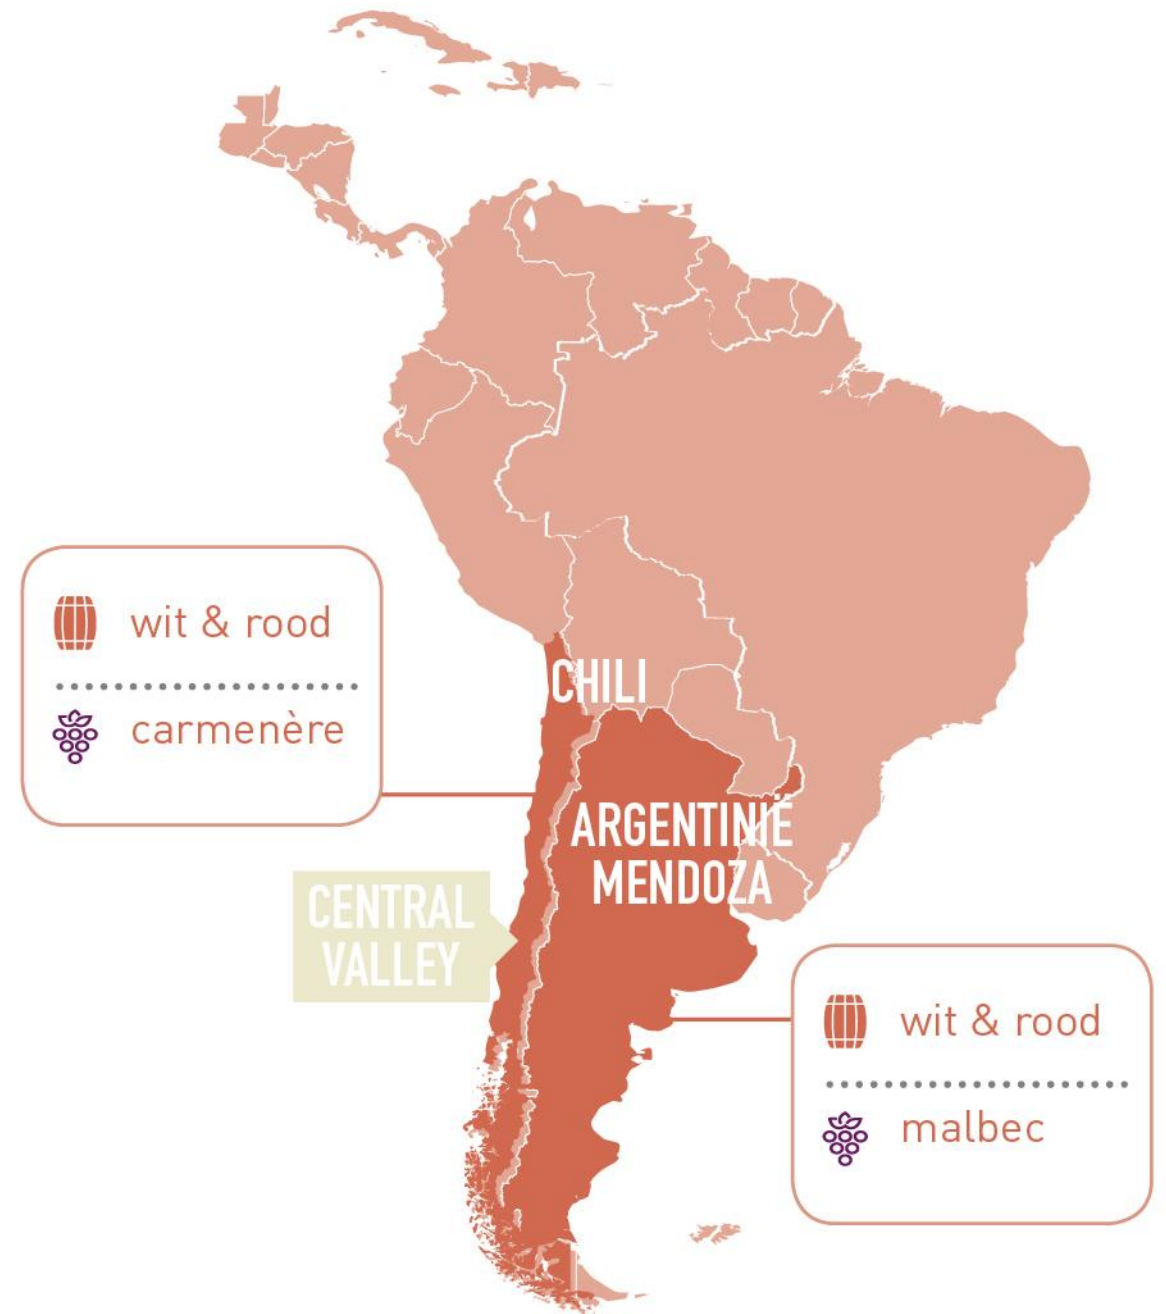 wit & rood
carmenère
CHILI
ARGENTINIË
MENDOZA
CENTRAL
VALLEY
wit & rood
malbec